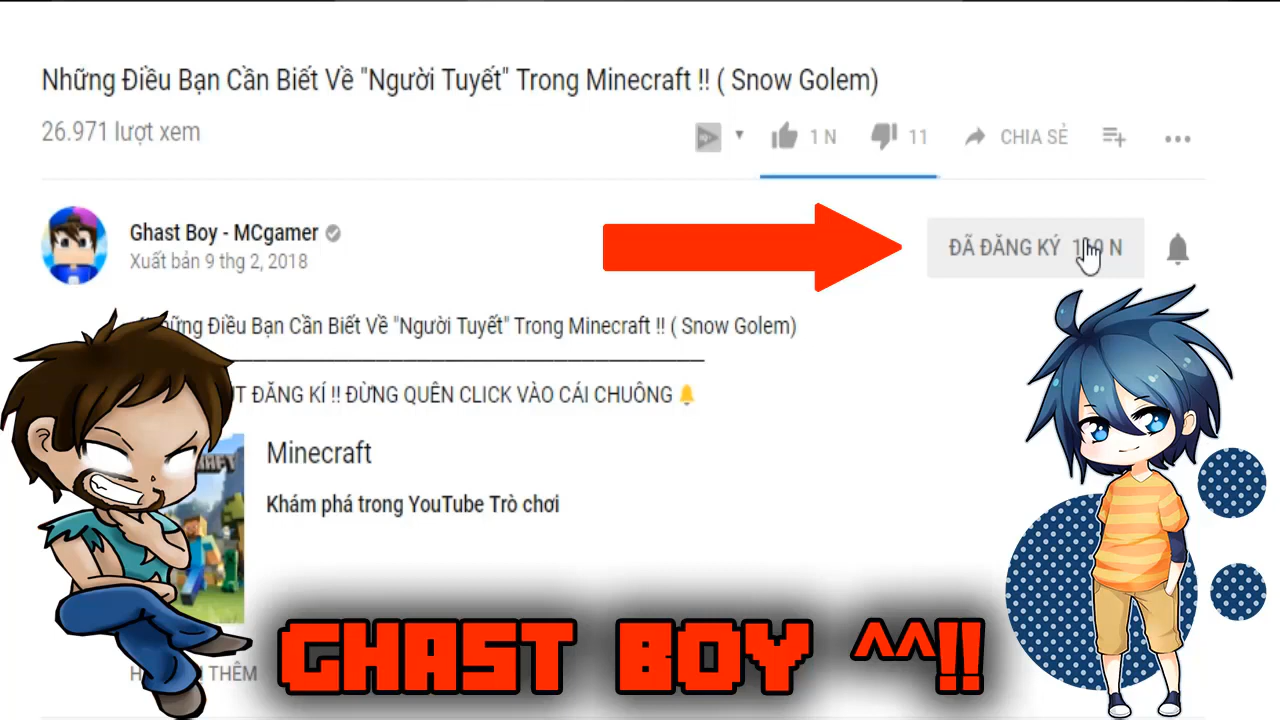 Những Điều Bạn Cần Biết Về "Người Tuyết" Trong Minecraft !! ( Snow Golem)
26.971 lượt xem
1 N
11
CHIA SẺ
Ghast Boy - MCgamer
Xuất bản 9 thg 2, 2018
ĐÃ ĐĂNG KÝ N
Điều Bạn Cần Biết Về "Người Tuyết" Trong Minecraft !! ( Snow Golem)
ĐĂNG KÍ !! ĐỪNG QUÊN CLICK VÀO CÁI CHUÔNG
Minecraft
Khám phá trong YouTube Trò chơi
THÊM
GHAST BOY ^^!!